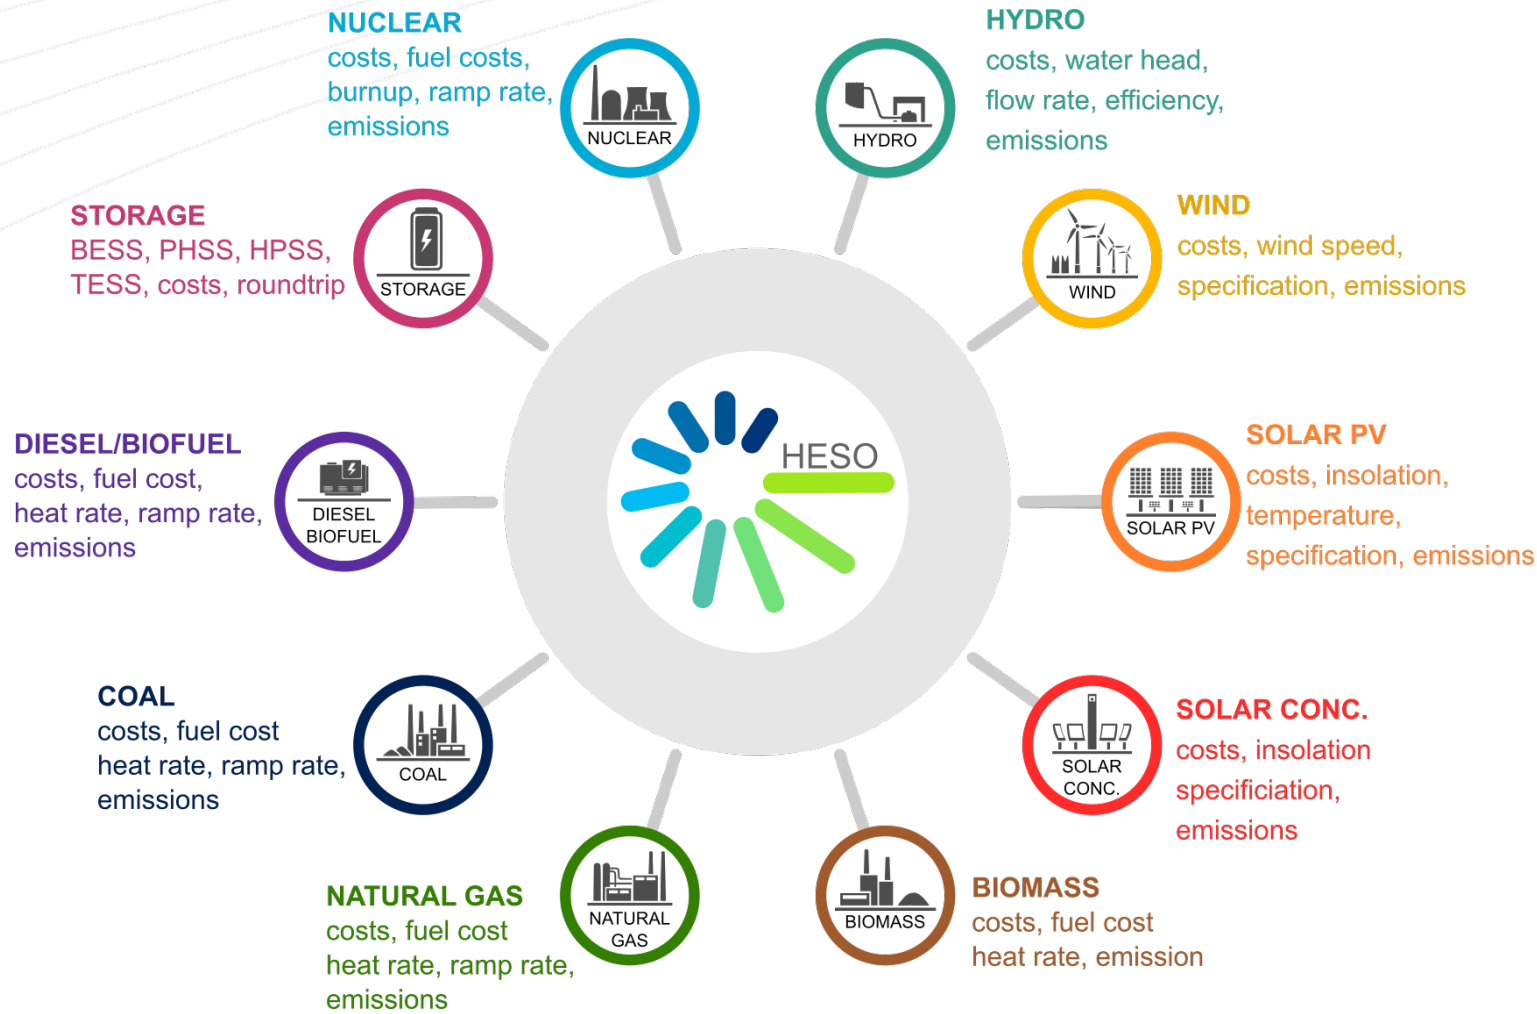 NUCLEAR
costs, fuel costs,
burnup, ramp rate,
emissions
NUCLEAR
HYDRO
costs, water head,
flow rate, efficiency,
emissions
HYDRO
STORAGE
BESS, PHSS, HPSS,
TESS, costs, roundtrip
STORAGE
WIND
costs, wind speed,
specification, emissions
WIND
HESO
DIESEL/BIOFUEL
costs, fuel cost,
heat rate, ramp rate,
emissions
DIESEL
BIOFUEL
SOLAR PV
costs, insolation,
temperature,
specification, emissions
SOLAR PV
COAL
costs, fuel cost
heat rate, ramp rate,
emissions
COAL
SOLAR CONC.
costs, insolation
specificiation,
emissions
SOLAR
CONC.
NATURAL GAS
costs, fuel cost
heat rate, ramp rate,
emissions
NATURAL
GAS
BIOMASS
costs, fuel cost
heat rate, emission
BIOMASS